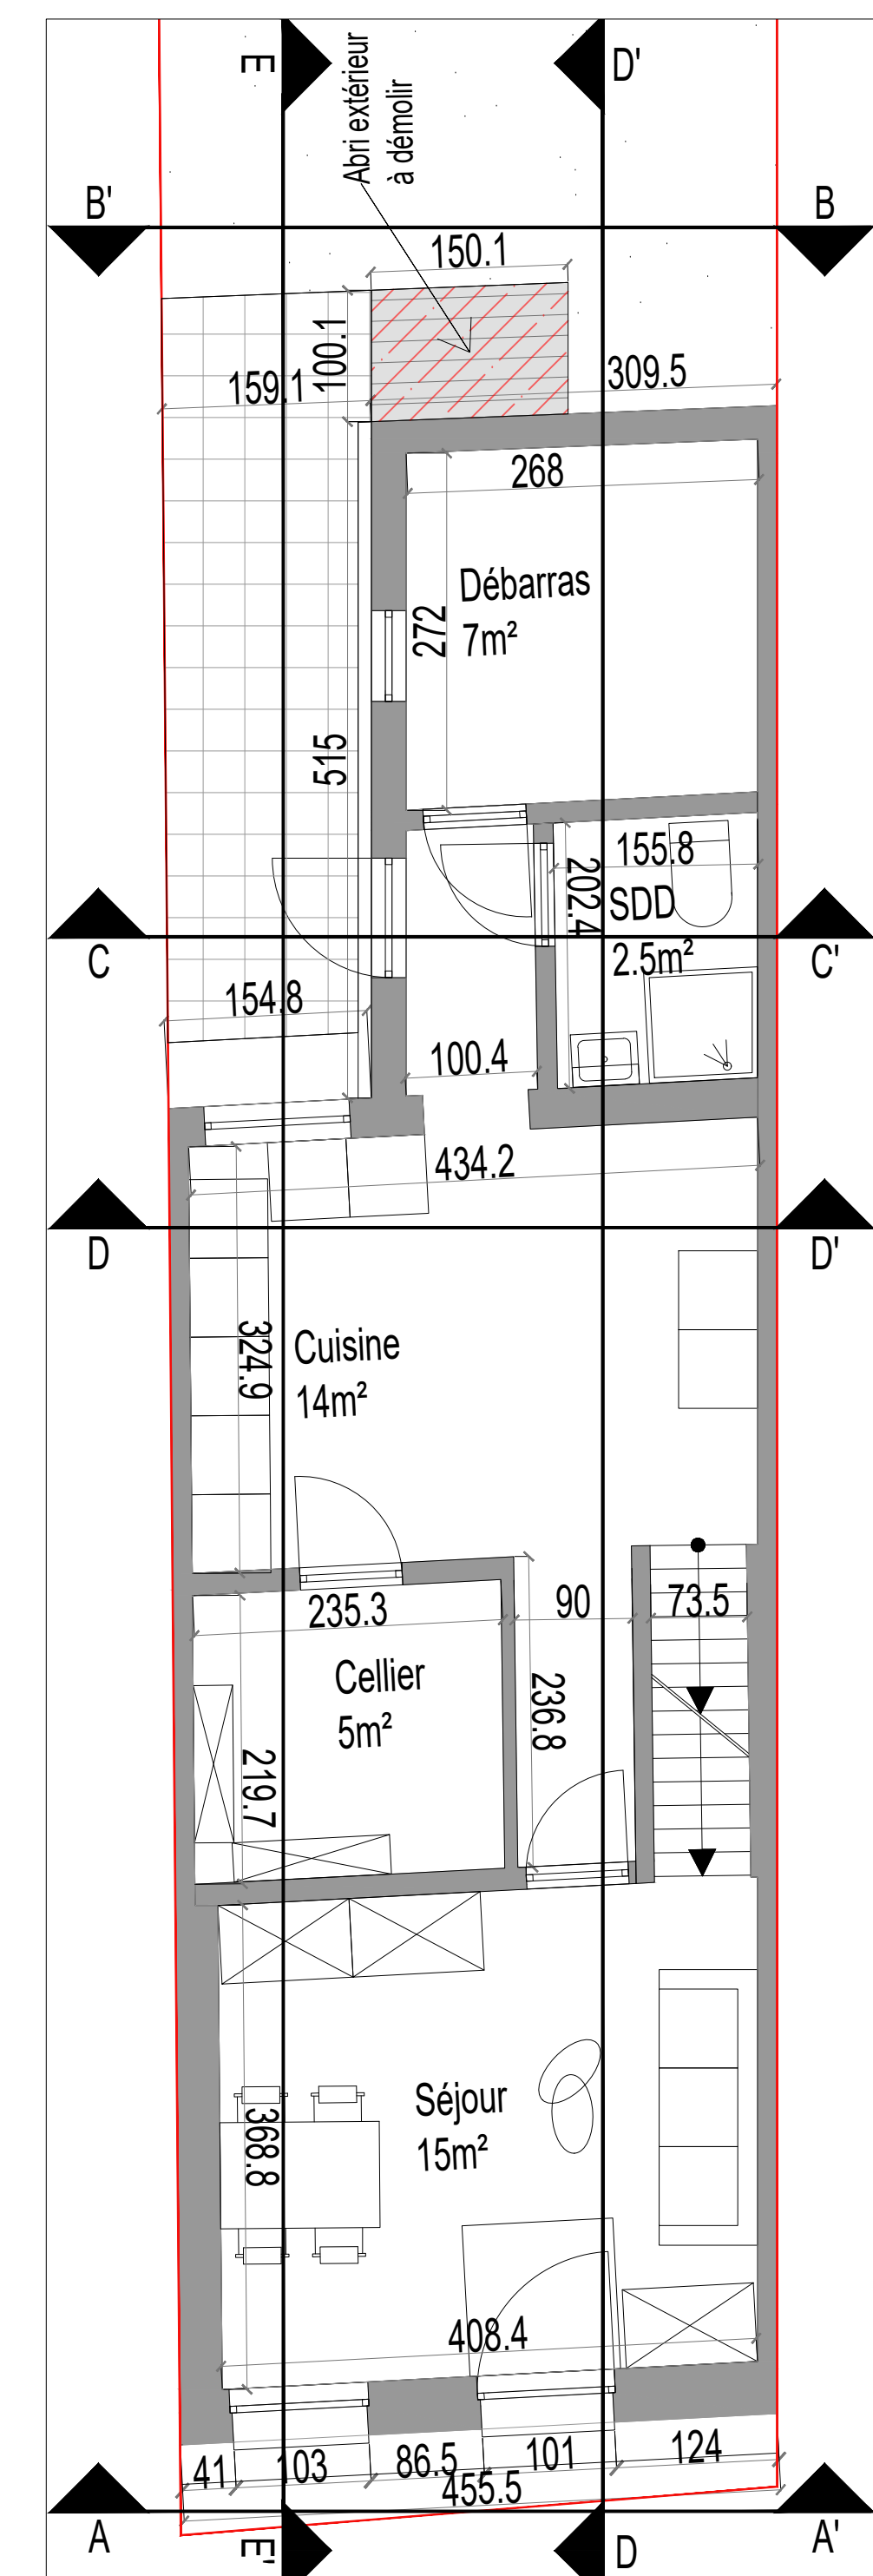 E
D'
Abri extérieur
à démolir
B'
B
150.1
100.1
159.1
309.5
268
Débarras
7m²
272
515
155.8
202.4
SDD
2.5m²
C
C'
154.8
100.4
434.2
D
D'
324.9
Cuisine
14m²
235.3
90
73.5
Cellier
5m²
236.8
219.7
Séjour
15m²
368.8
408.4
41
103
86.5
101
124
455.5
A
E'
D
A'